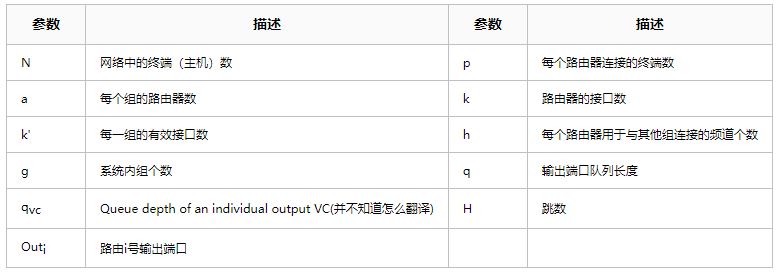 参数 描述 参数 描述
N 网络中的终端（主机）数 p 每个路由器连接的终端数
a 每个组的路由器数 k 路由器的接口数
k' 每一组的有效接口数 h 每个路由器用于与其他组连接的频道个数
g 系统内组个数 q 输出端口队列长度
qvc Queue depth of an individual output VC(并不知道怎么翻译) H 跳数
Outi 路由i号输出端口